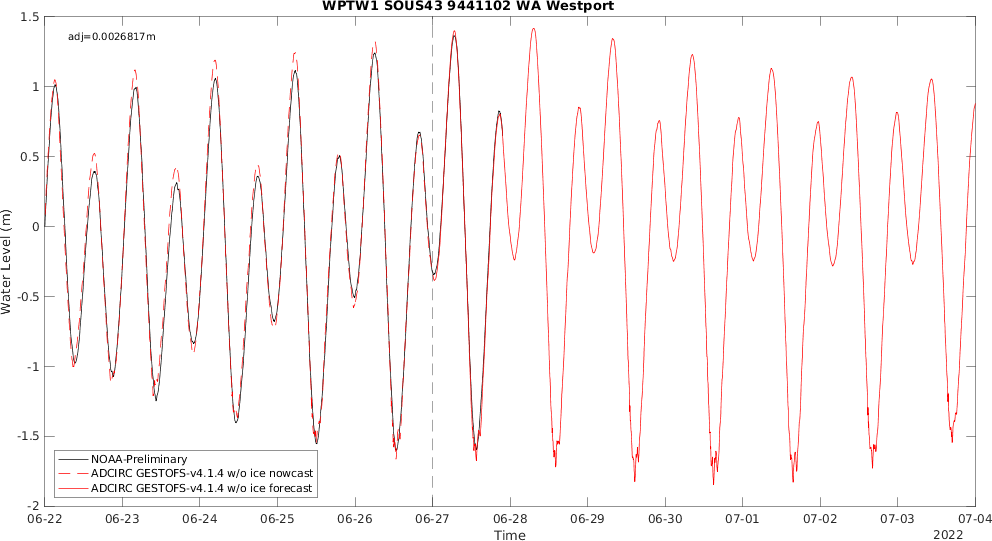 WPTW1 SOUS43 9441102 WA Westport
adj=0.0026817m
1.5
1
0.5
0
-0.5
-1
-1.5
-2
Water Level (m)
NOAA-Preliminary
ADCIRC GESTOFS-v4.1.4 w/o ice nowcast
ADCIRC GESTOFS-v4.1.4 w/o ice forecast
06-22 06-23 06-24 06-25 06-26 06-27 06-28 06-29 06-30 07-01 07-02 07-03 07-04
Time
2022